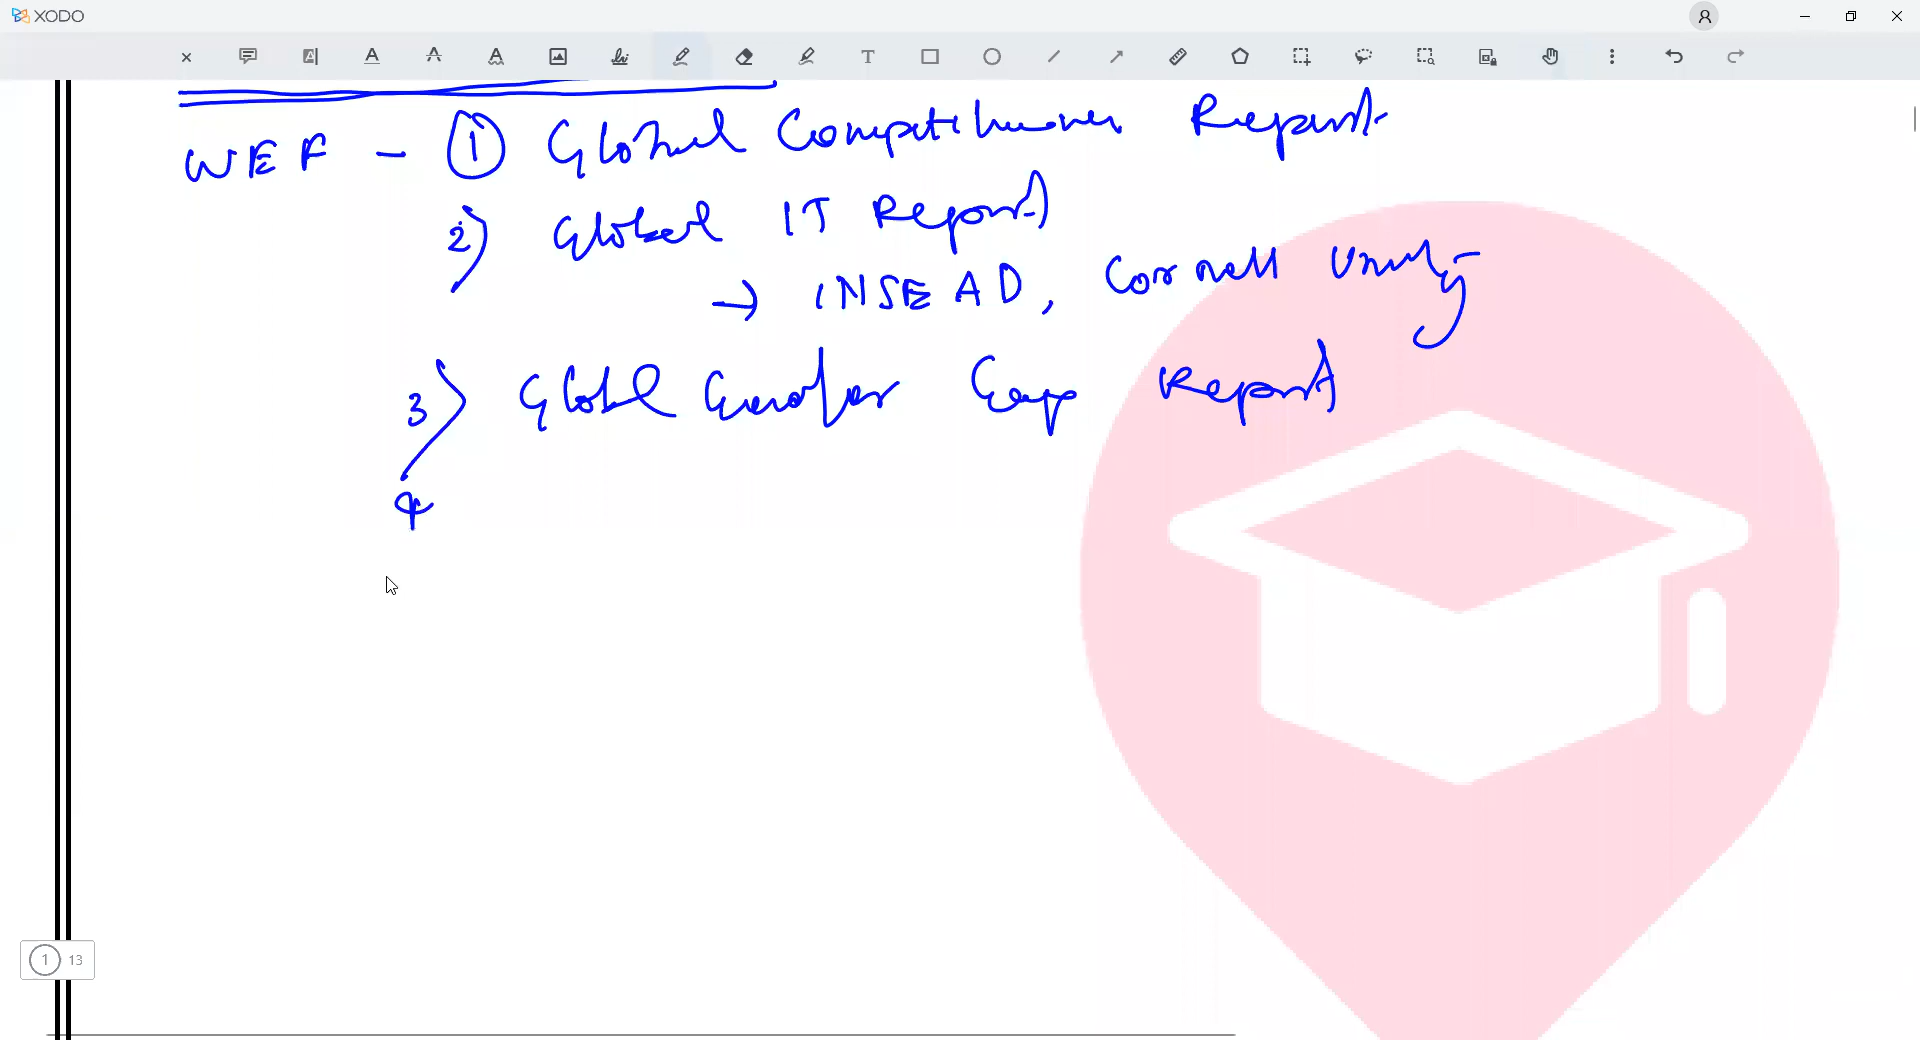 XODO
WEF - ① Global Competitiveness Report
2) Global IT Report
→ INSEAD, Cornell
3) Global Gender Gap Report
4
1 13